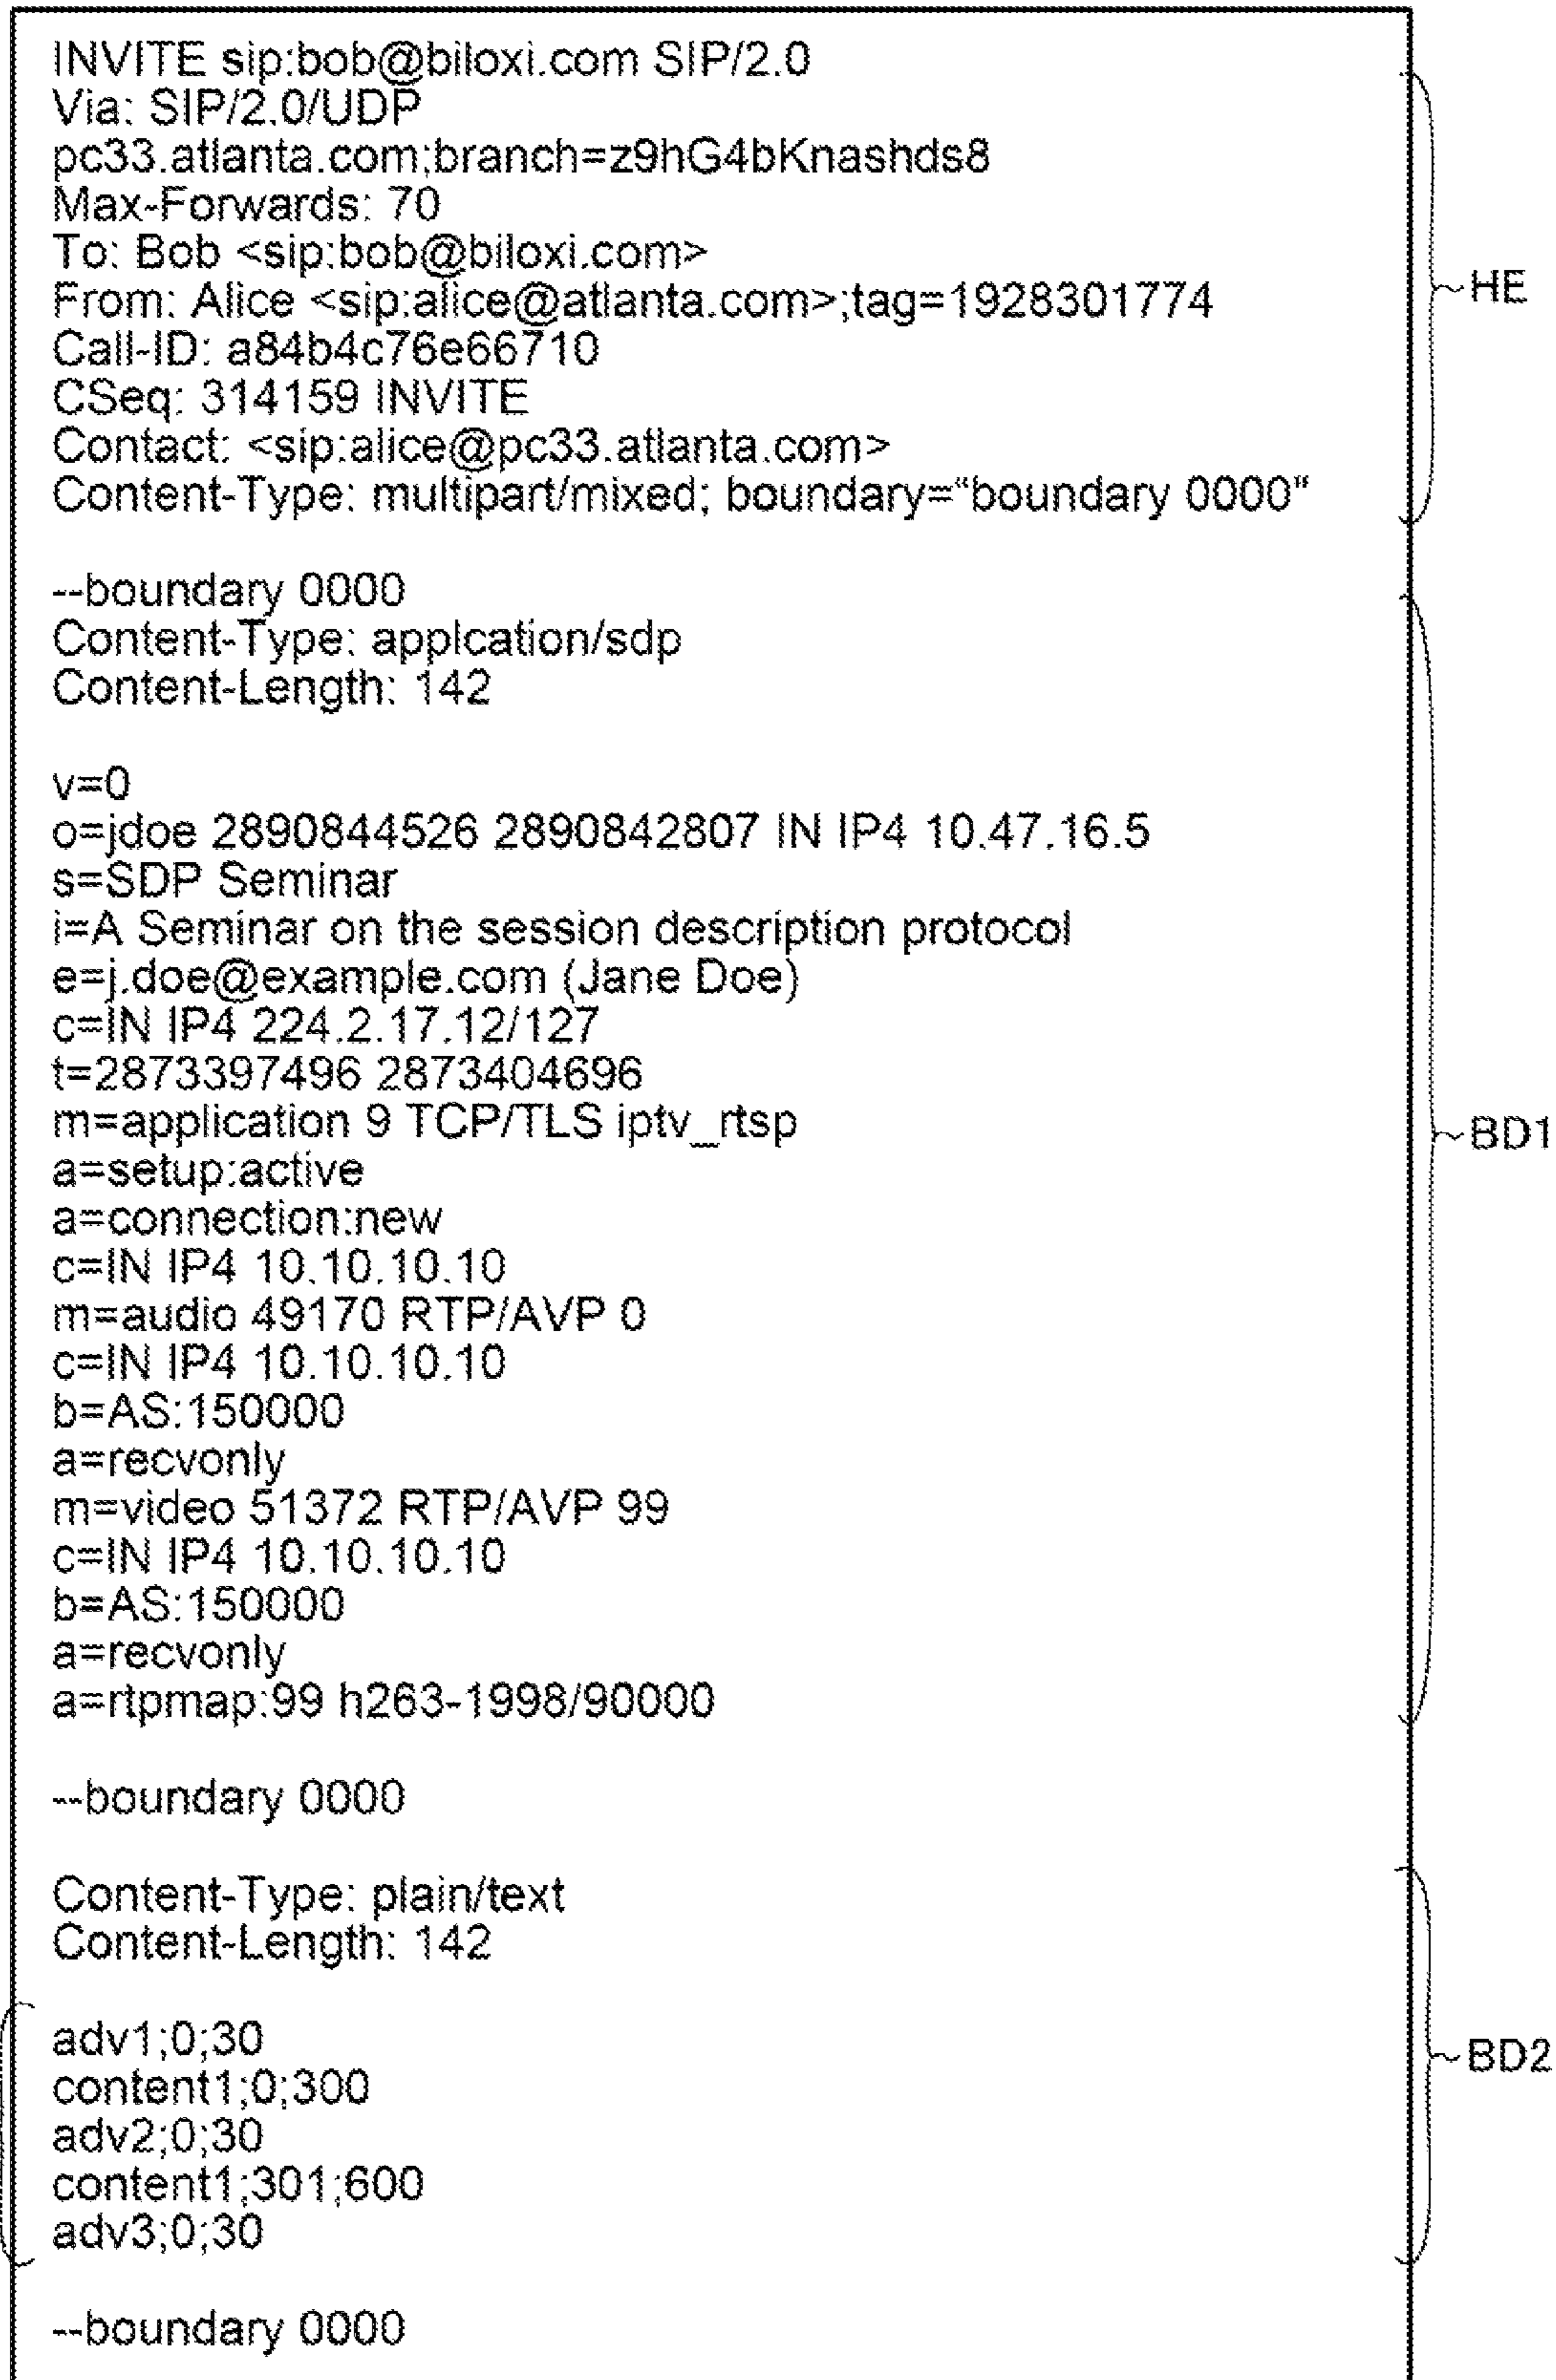 INVITE sip:bob@biloxi.com SIP/2.0
Via: SIP/2.0/UDP
pc33.atlanta.com;branch=z9hG4bKnashds8
Max-Forwards: 70
To: Bob <sip:bob@biloxi.com>
From: Alice <sip:alice@atlanta.com>;tag=1928301774
HE
Call-ID: a84b4c76e66710
CSeq: 314159 INVITE
Contact: <sip:alice@pc33.atlanta.com>
Content-Type: multipart/mixed; boundary=“boundary 0000”

--boundary 0000
Content-Type: applcation/sdp
Content-Length: 142

v=0
o=jdoe 2890844526 2890842807 IN IP4 10.47.16.5
s=SDP Seminar
i=A Seminar on the session description protocol
e=j.doe@example.com (Jane Doe)
c=IN IP4 224.2.17.12/127
t=2873397496 2873404696
m=application 9 TCP/TLS iptv_rtsp
BD1
a=setup:active
a=connection:new
c=IN IP4 10.10.10.10
m=audio 49170 RTP/AVP 0
c=IN IP4 10.10.10.10
b=AS:150000
a=recvonly
m=video 51372 RTP/AVP 99
c=IN IP4 10.10.10.10
b=AS:150000
a=recvonly
a=rtpmap:99 h263-1998/90000

--boundary 0000

Content-Type: plain/text
Content-Length: 142

adv1;0;30
BD2
content1;0;300
adv2;0;30
content1;301;600
adv3;0;30

--boundary 0000